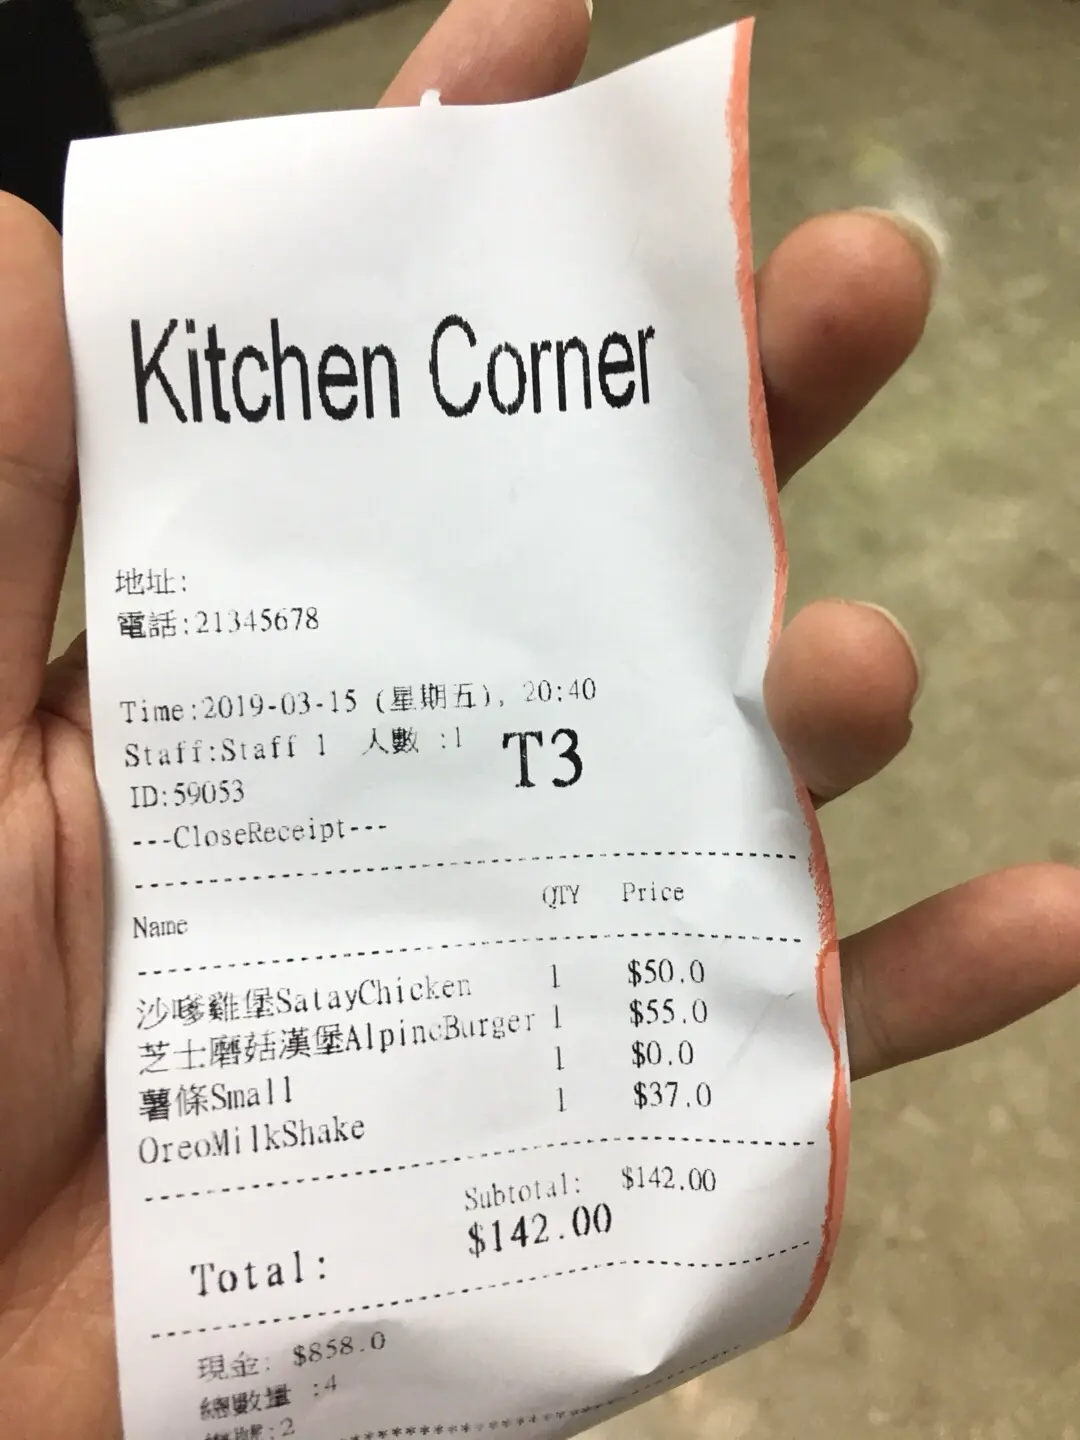 Kitchen Corner
地址:
電話:21345678
Time:2019-03-15 (星期五), 20:40
Staff:Staff 1 人數 :1 T3
ID:59053
---CloseReceipt---
Name QTY Price
沙嗲雞堡SatayChicken 1 $50.0
芝士蘑菇漢堡AlpineBurger 1 $55.0
薯條Small 1 $0.0
OreoMilkShake 1 $37.0
Subtotal: $142.00
Total: $142.00
現金: $858.0
總數量 :4
:2